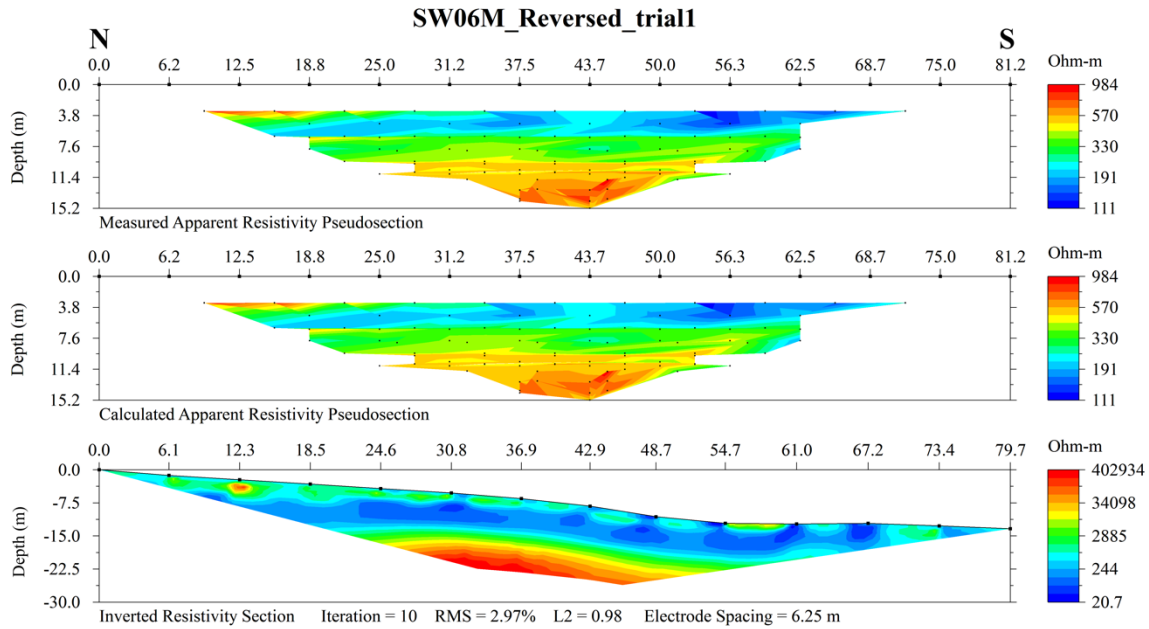 SW06M_Reversed_trial1
N S
0.0 6.2 12.5 18.8 25.0 31.2 37.5 43.7 50.0 56.3 62.5 68.7 75.0 81.2
Ohm-m
Depth (m)
0.0
3.8
7.6
11.4
15.2
984
570
330
191
111
Measured Apparent Resistivity Pseudosection
0.0 6.2 12.5 18.8 25.0 31.2 37.5 43.7 50.0 56.3 62.5 68.7 75.0 81.2
Ohm-m
Depth (m)
0.0
3.8
7.6
11.4
15.2
984
570
330
191
111
Calculated Apparent Resistivity Pseudosection
0.0 6.1 12.3 18.5 24.6 30.8 36.9 42.9 48.7 54.7 61.0 67.2 73.4 79.7
Ohm-m
Depth (m)
0.0
-7.5
-15.0
-22.5
-30.0
402934
34098
2885
244
20.7
Inverted Resistivity Section Iteration = 10 RMS = 2.97% L2 = 0.98 Electrode Spacing = 6.25 m